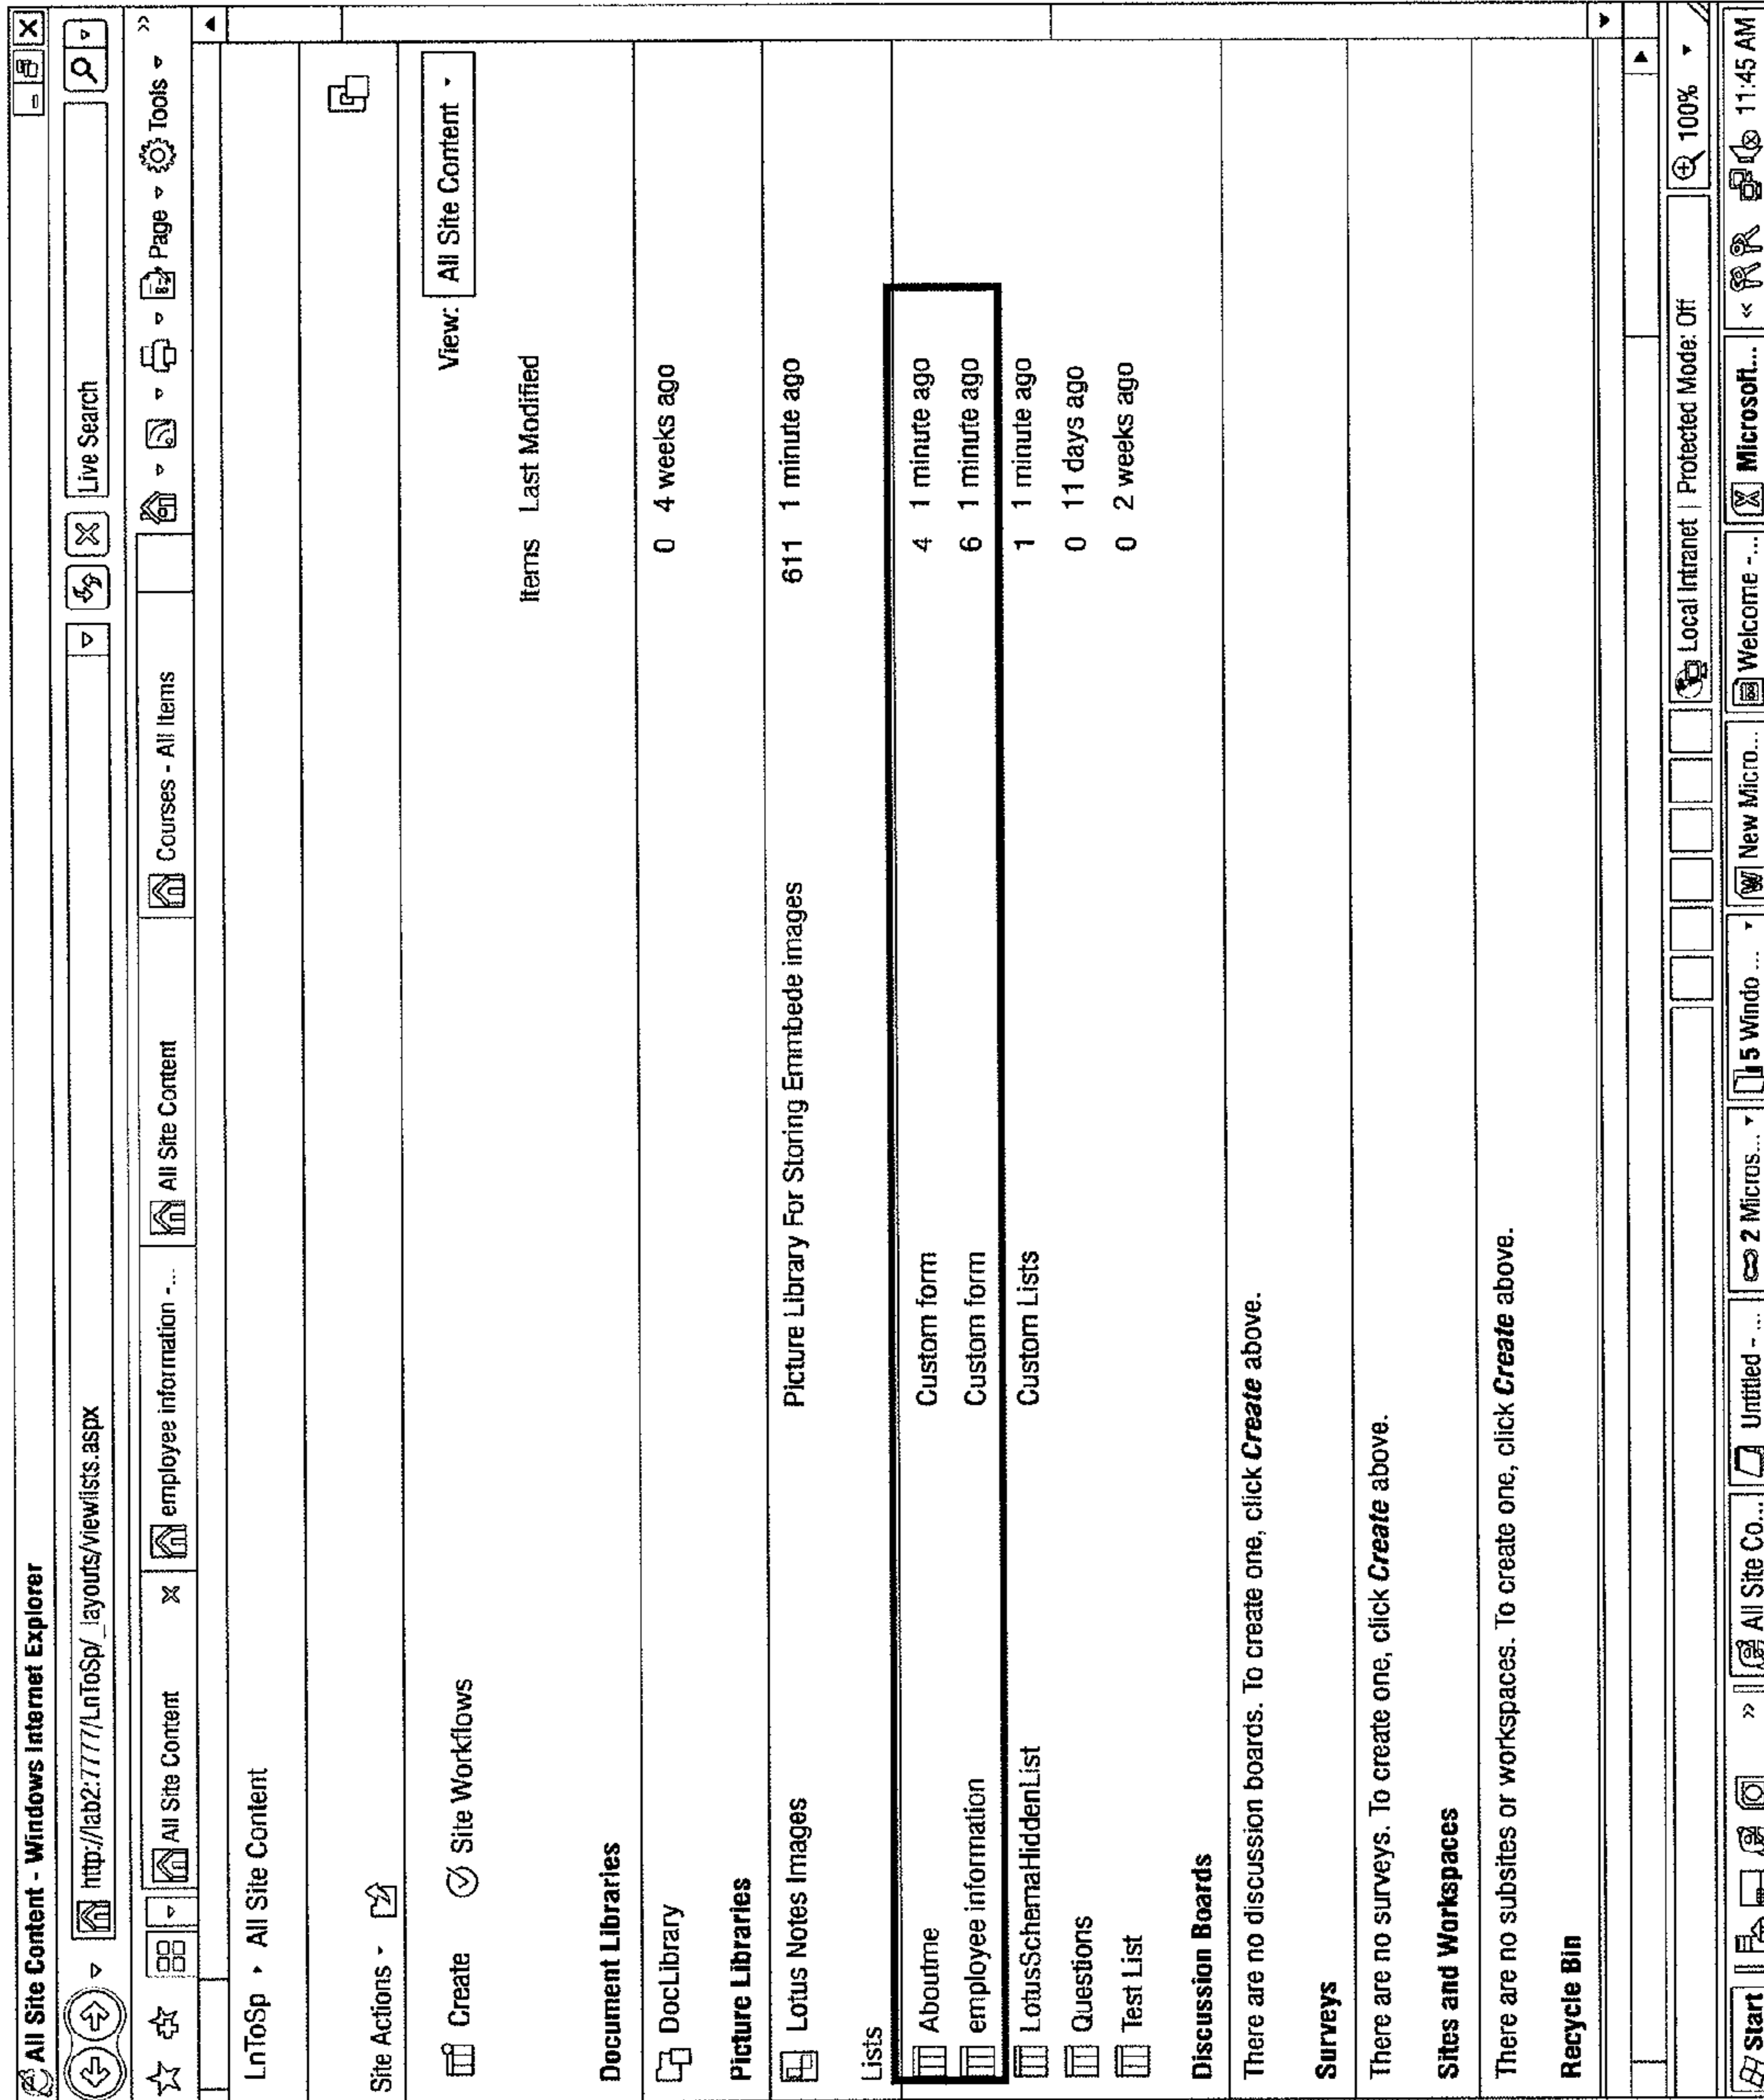 All Site Content - Windows Internet Explorer
http://lab2:7777/LnToSp/_layouts/viewlists.aspx
Live Search
All Site Content
employee information -...
All Site Content
Courses - All Items
Page
Tools
LnToSp ▸ All Site Content
Site Actions
Create
Site Workflows
View:
All Site Content
Items Last Modified
Document Libraries
DocLibrary 0 4 weeks ago
Picture Libraries
Lotus Notes Images Picture Library For Storing Emmbede images 611 1 minute ago
Lists
Aboutme Custom form 4 1 minute ago
employee information Custom form 6 1 minute ago
LotusSchemaHiddenList Custom Lists 1 1 minute ago
Questions 0 11 days ago
Test List 0 2 weeks ago
Discussion Boards
There are no discussion boards. To create one, click Create above.
Surveys
There are no surveys. To create one, click Create above.
Sites and Workspaces
There are no subsites or workspaces. To create one, click Create above.
Recycle Bin
Local Intranet | Protected Mode: Off
100%
Start
»
All Site Co...
Untitled - ...
2 Micros...
5 Windo ...
New Micro...
Welcome -...
Microsoft...
«
11:45 AM